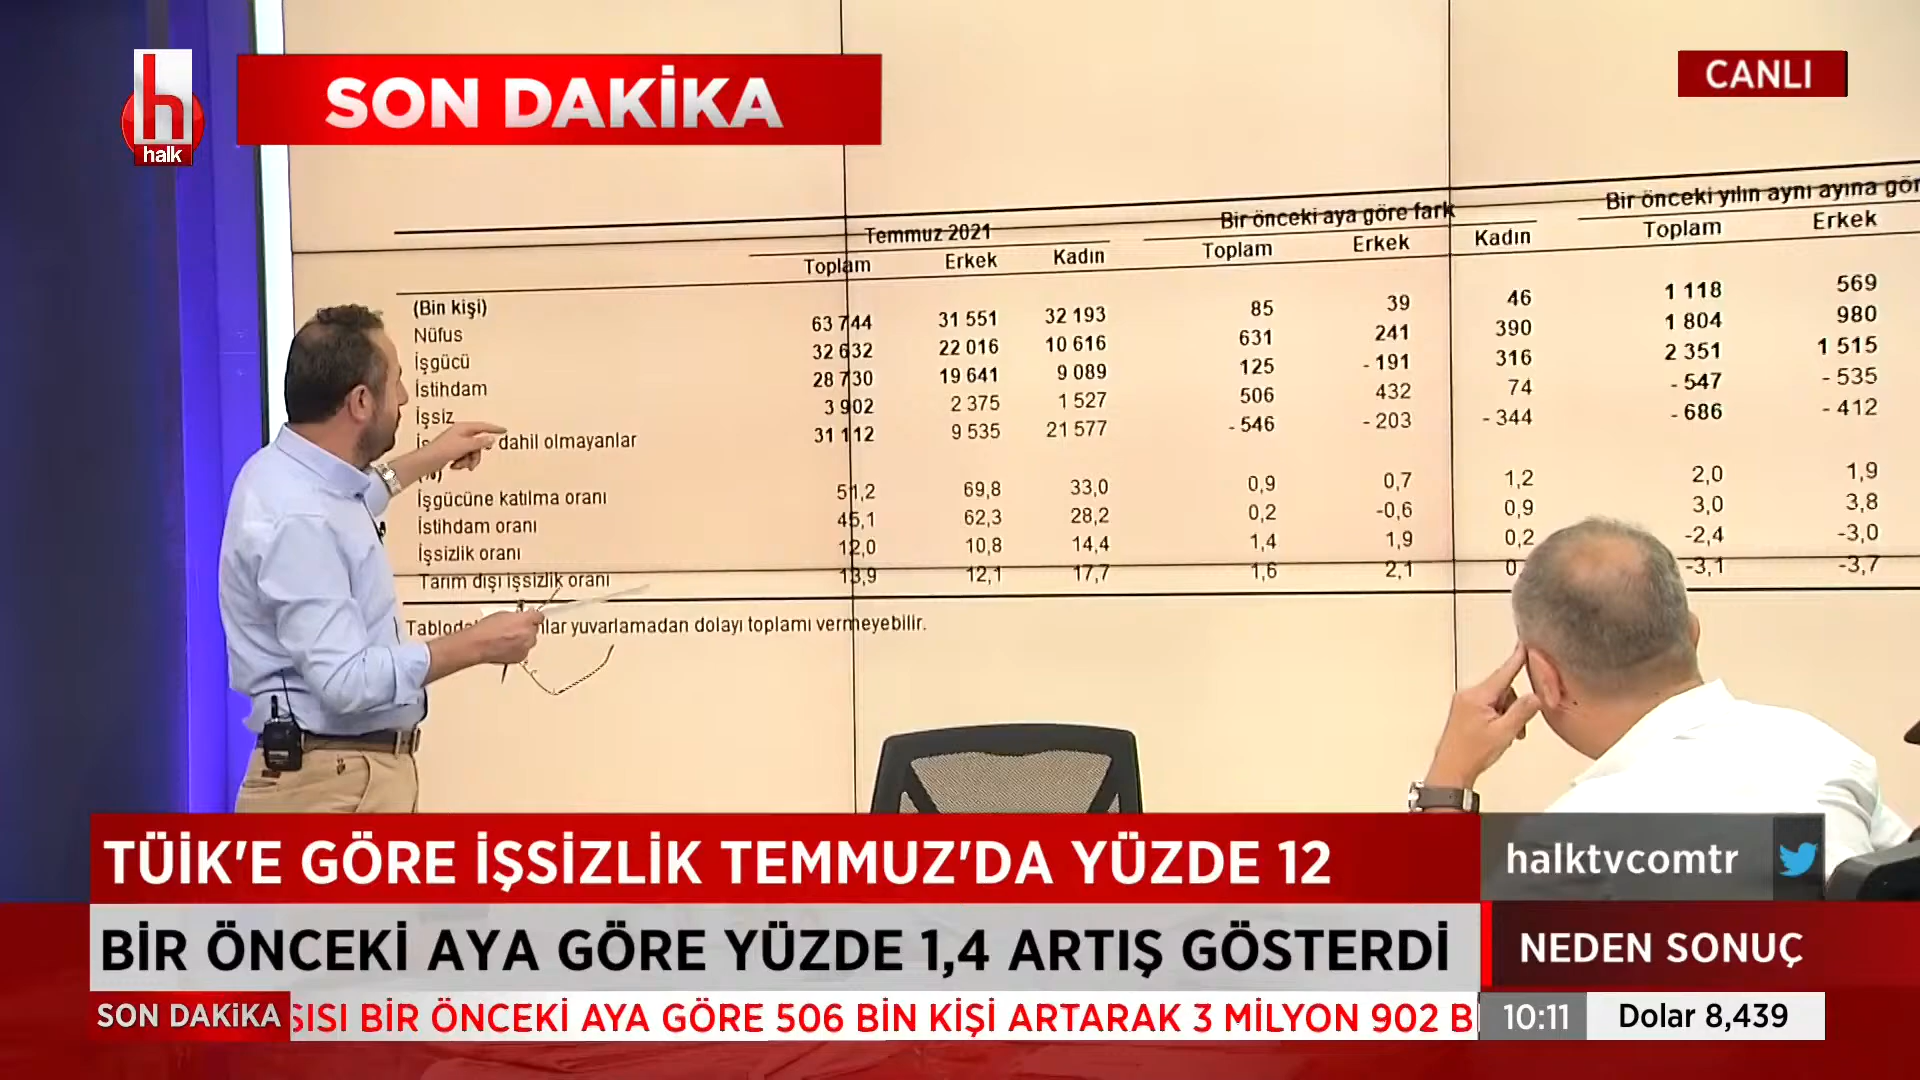 h
halk
SON DAKİKA
CANLI
Temmuz 2021 Bir önceki aya göre fark Bir önceki yılın aynı ayına
Toplam Erkek Kadın Toplam Erkek Kadın Toplam Erkek
(Bin kişi)
Nüfus 63 744 31 551 32 193 85 39 46 1 118 569
İşgücü 32 632 22 016 10 616 631 241 390 1 804 980
İstihdam 28 730 19 641 9 089 125 - 191 316 2 351 1 515
İşsiz 3 902 2 375 1 527 506 432 74 - 547 - 535
dahil olmayanlar 31 112 9 535 21 577 - 546 - 203 - 344 - 686 - 412
İşgücüne katılma oranı 51,2 69,8 33,0 0,9 0,7 1,2 2,0 1,9
İstihdam oranı 45,1 62,3 28,2 0,2 -0,6 0,9 3,0 3,8
İşsizlik oranı 12,0 10,8 14,4 1,4 1,9 0,2 -2,4 -3,0
Tarım dışı işsizlik oranı 13,9 12,1 17,7 1,6 2,1 -3,1 -3,7
yuvarlamadan dolayı toplamı vermeyebilir.
TÜİK'E GÖRE İŞSİZLİK TEMMUZ'DA YÜZDE 12
halktvcomtr
BİR ÖNCEKİ AYA GÖRE YÜZDE 1,4 ARTIŞ GÖSTERDİ
NEDEN SONUÇ
SON DAKİKA
BİR ÖNCEKİ AYA GÖRE 506 BİN KİŞİ ARTARAK 3 MİLYON 902
10:11
Dolar 8,439